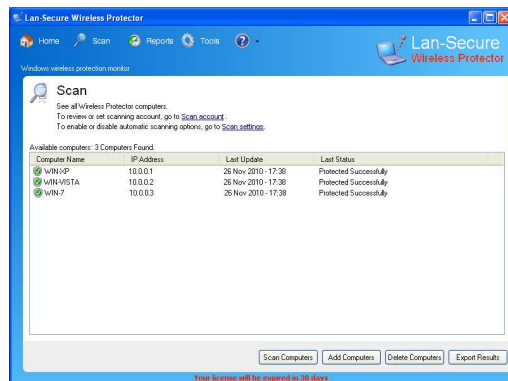 Lan-Secure Wireless Protector
Home Scan Reports Tools ?
Lan-Secure
Wireless Protector
Windows wireless protection monitor
Scan
See all Wireless Protector computers.
To review or set scanning account, go to Scan account .
To enable or disable automatic scanning options, go to Scan settings.
Available computers: 3 Computers Found.
Computer Name IP Address Last Update Last Status
WIN-XP 10.0.0.1 26 Nov 2010 - 17:38 Protected Successfully
WIN-VISTA 10.0.0.2 26 Nov 2010 - 17:38 Protected Successfully
WIN-7 10.0.0.3 26 Nov 2010 - 17:38 Protected Successfully
Scan Computers Add Computers Delete Computers Export Results
Your license will be expired in 30 days